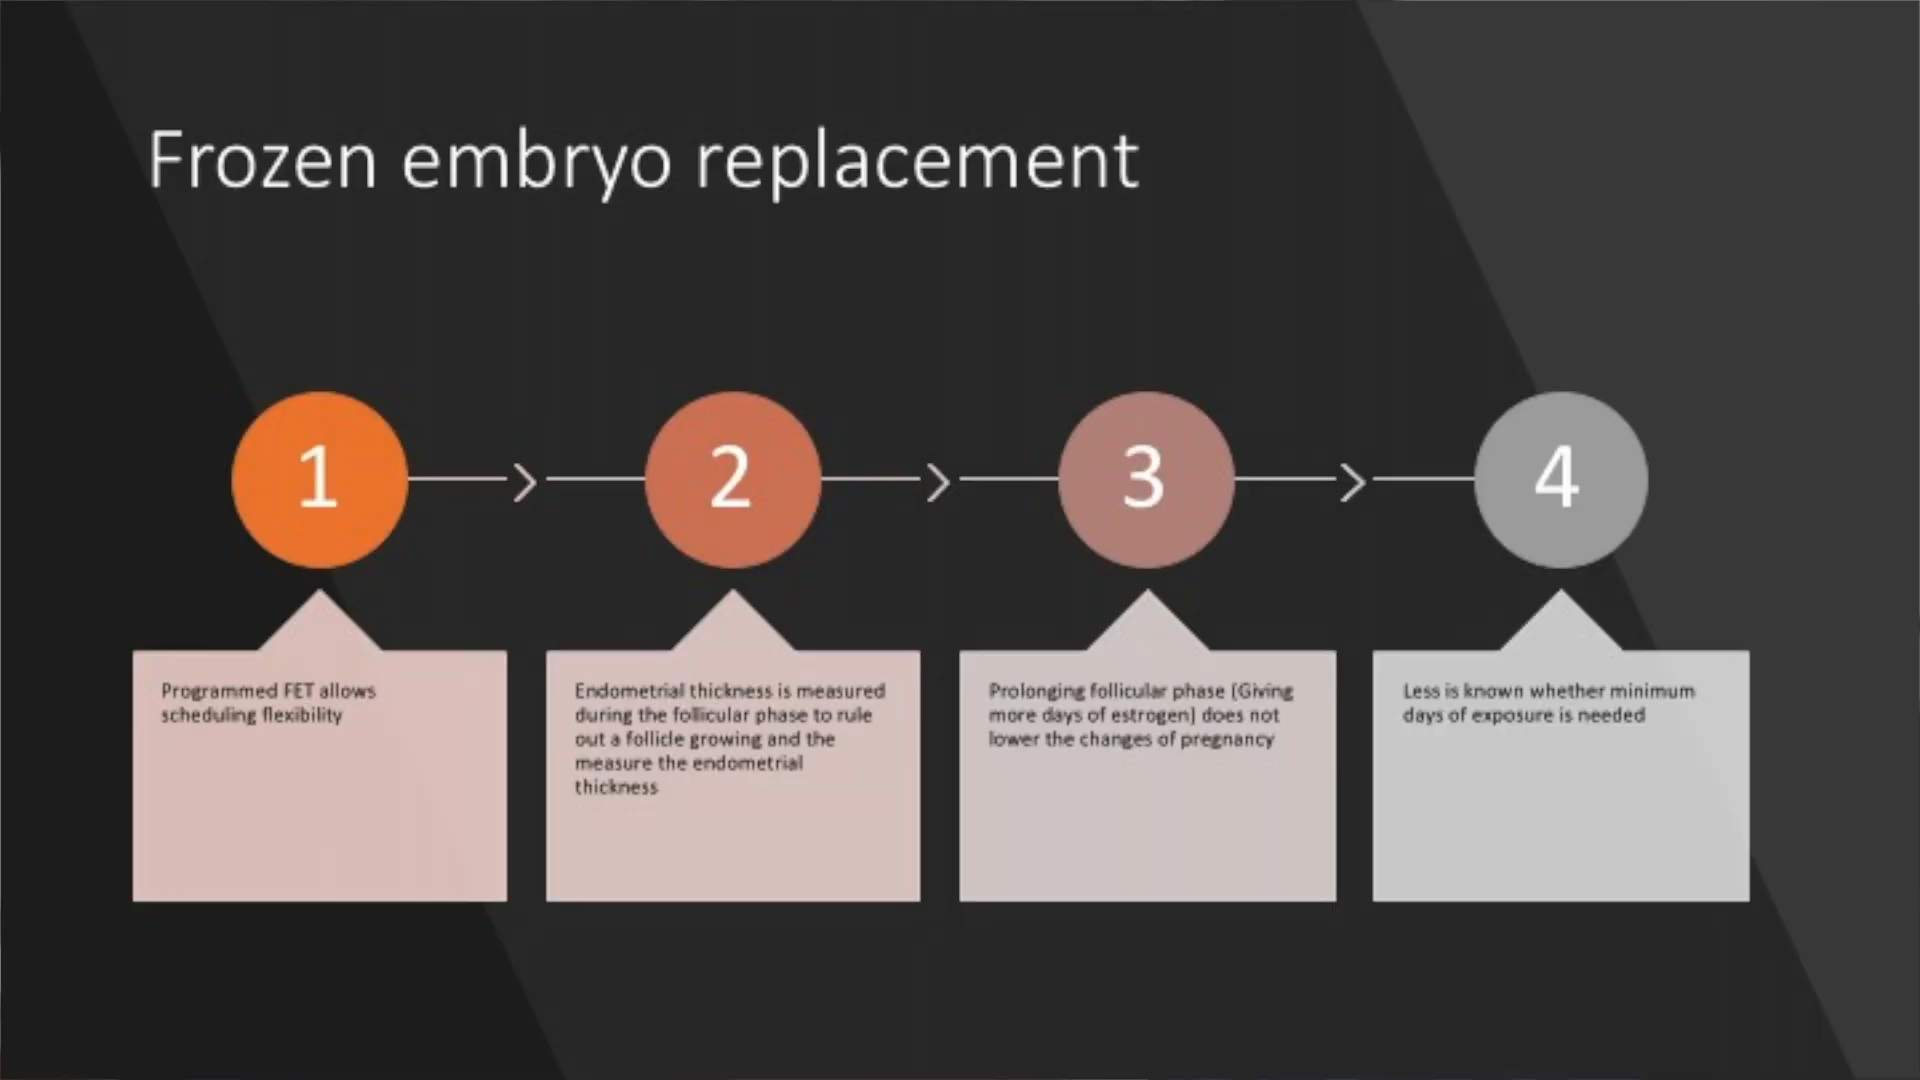 Frozen embryo replacement
1
2
3
4
Programmed FET allows
scheduling flexibility
Endometrial thickness is measured
during the follicular phase to rule
out a follicle growing and the
measure the endometrial
thickness
Prolonging follicular phase (Giving
more days of estrogen) does not
lower the changes of pregnancy
Less is known whether minimum
days of exposure is needed